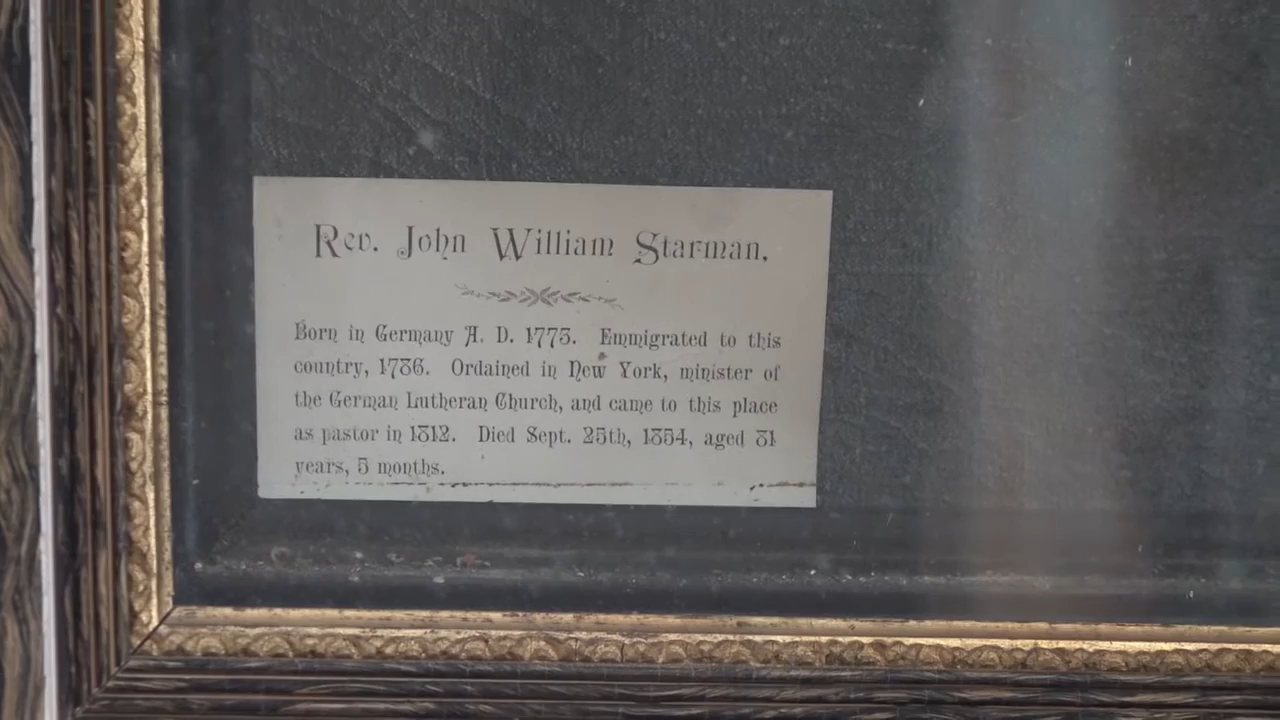 Rev. John William Starman.
Born in Germany A. D. 1773. Emmigrated to this
country, 1786. Ordained in New York, minister of
the German Lutheran Church, and came to this place
as pastor in 1812. Died Sept. 25th, 1854, aged 81
years, 5 months.